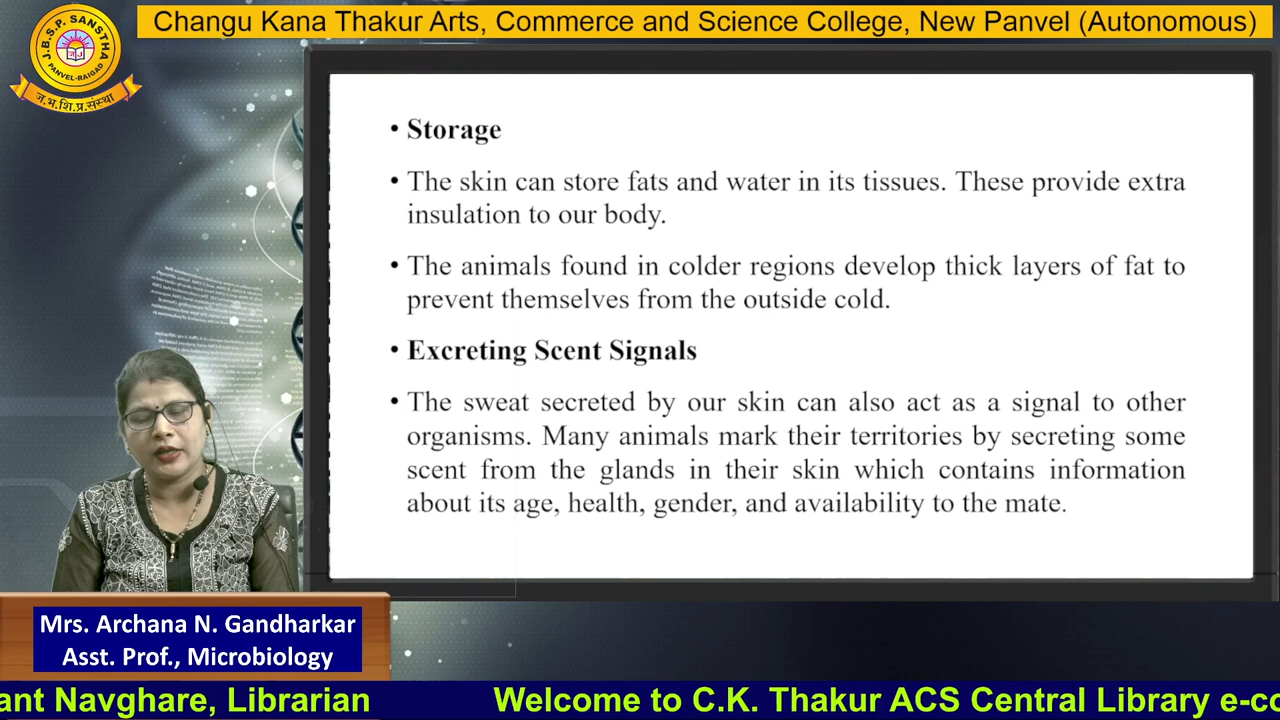 Changu Kana Thakur Arts, Commerce and Science College, New Panvel (Autonomous)
J.B.S.P. SANSTHA
PANVEL-RAIGAD
ज.भ.शि.प्र.संस्था
• Storage
• The skin can store fats and water in its tissues. These provide extra
insulation to our body.
• The animals found in colder regions develop thick layers of fat to
prevent themselves from the outside cold.
• Excreting Scent Signals
• The sweat secreted by our skin can also act as a signal to other
organisms. Many animals mark their territories by secreting some
scent from the glands in their skin which contains information
about its age, health, gender, and availability to the mate.
Mrs. Archana N. Gandharkar
Asst. Prof., Microbiology
ant Navghare, Librarian Welcome to C.K. Thakur ACS Central Library e-co